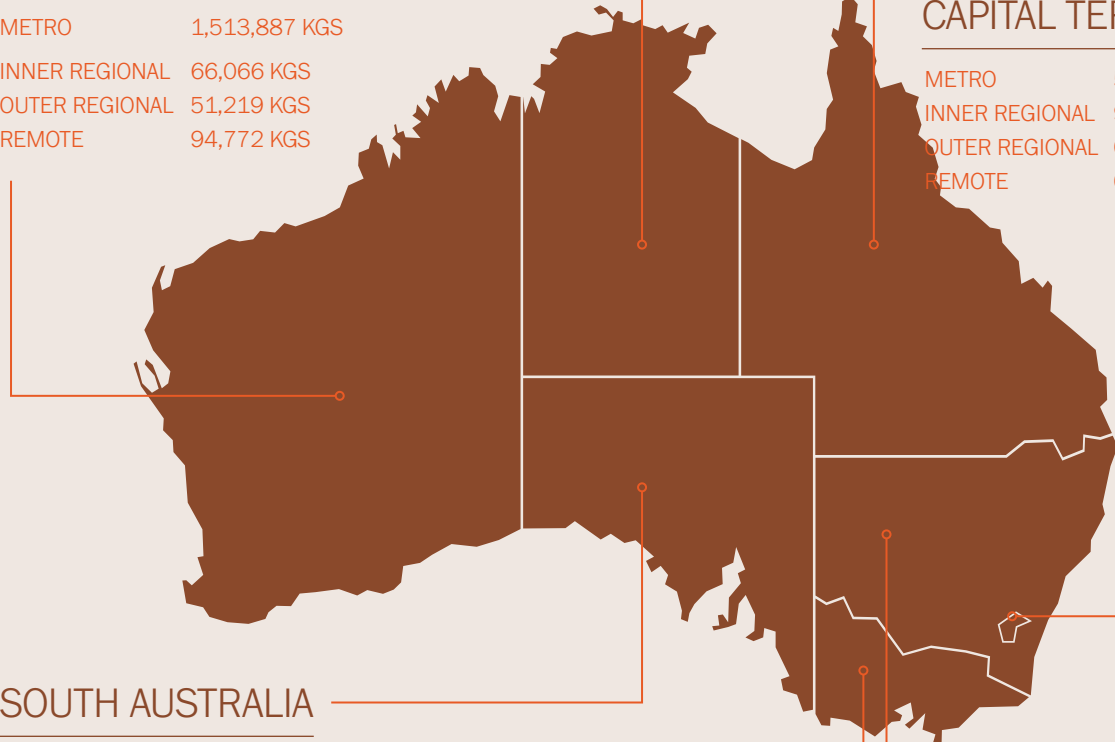 METRO 1,513,887 KGS
INNER REGIONAL 66,066 KGS
OUTER REGIONAL 51,219 KGS
REMOTE 94,772 KGS
CAPITAL
METRO
INNER REGIONAL
OUTER REGIONAL
REMOTE
SOUTH AUSTRALIA